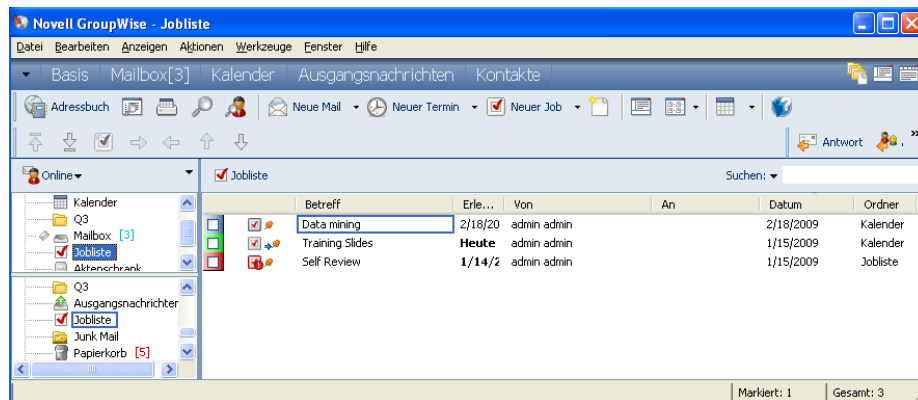 Novell GroupWise - Jobliste
Datei Bearbeiten Anzeigen Aktionen Werkzeuge Fenster Hilfe
Basis Mailbox[3] Kalender Ausgangsnachrichten Kontakte
Adressbuch Neue Mail Neuer Termin Neuer Job
Antwort
Online Jobliste Suchen:
Kalender
Q3
Mailbox [3]
Jobliste
Aktenschrank
Q3
Ausgangsnachrichter
Jobliste
Junk Mail
Papierkorb [5]
Betreff Erle... Von An Datum Ordner
Data mining 2/18/20 admin admin 2/18/2009 Kalender
Training Slides Heute admin admin 1/15/2009 Kalender
Self Review 1/14/2 admin admin 1/15/2009 Jobliste
Markiert: 1 Gesamt: 3